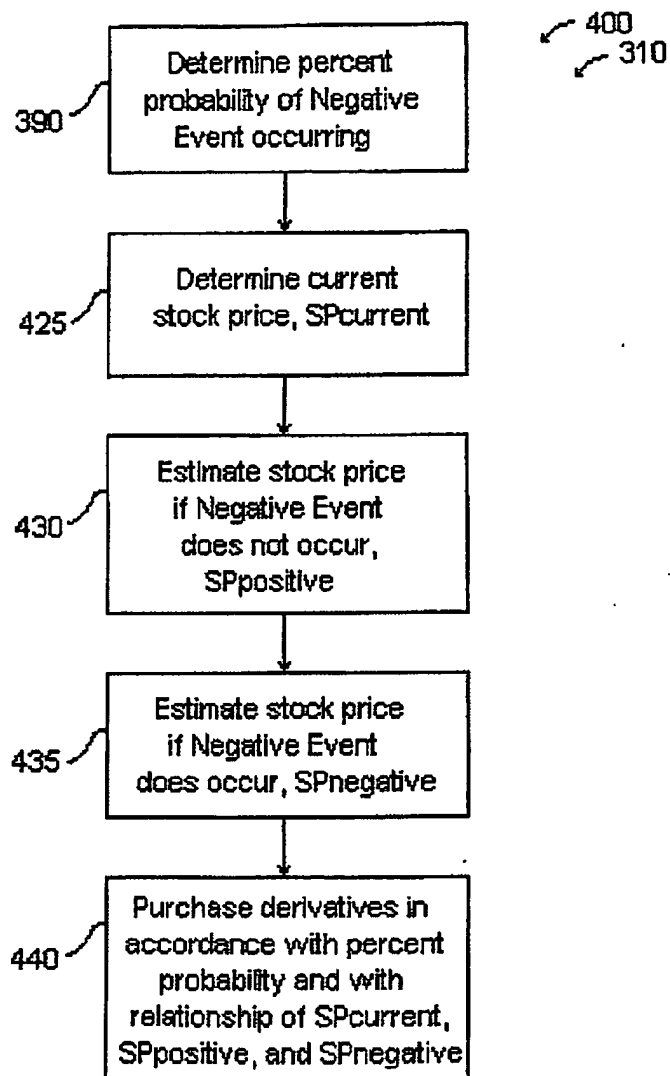 400
310
Determine percent
probability of Negative
Event occurring
390
Determine current
stock price, SPcurrent
425
Estimate stock price
if Negative Event
does not occur,
SPpositive
430
Estimate stock price
if Negative Event
does occur, SPnegative
435
Purchase derivatives in
accordance with percent
probability and with
relationship of SPcurrent,
SPpositive, and SPnegative
440